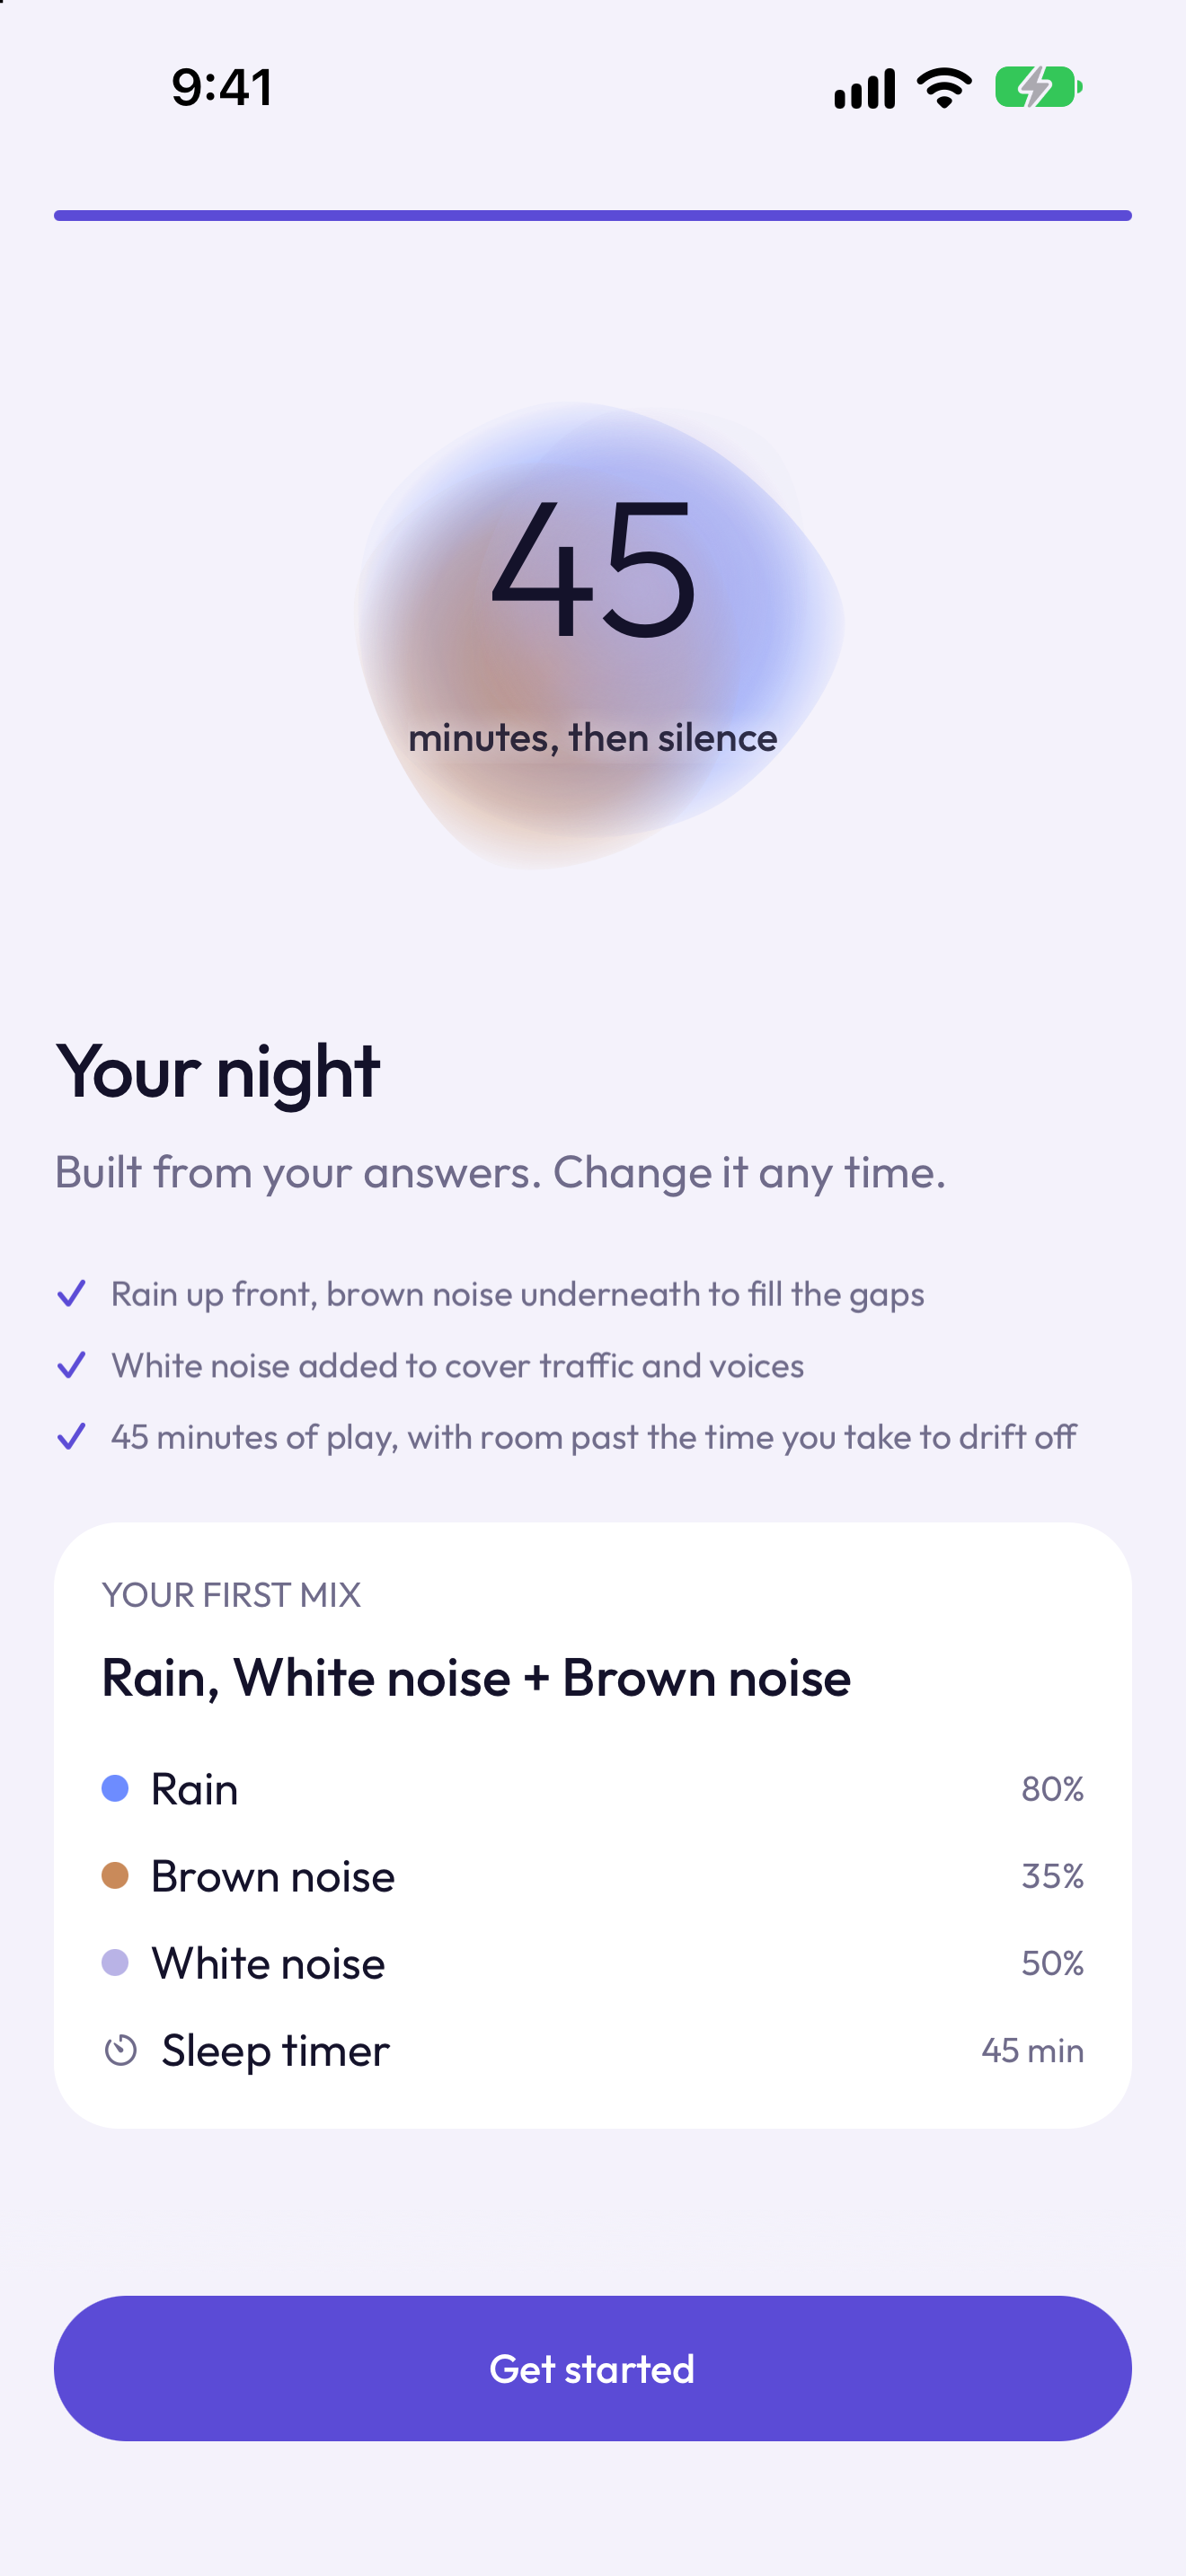 9:41
45
minutes, then silence
Your night
Built from your answers. Change it any time.
Rain up front, brown noise underneath to fill the gaps
White noise added to cover traffic and voices
45 minutes of play, with room past the time you take to drift off
YOUR FIRST MIX
Rain, White noise + Brown noise
Rain 80%
Brown noise 35%
White noise 50%
Sleep timer 45 min
Get started